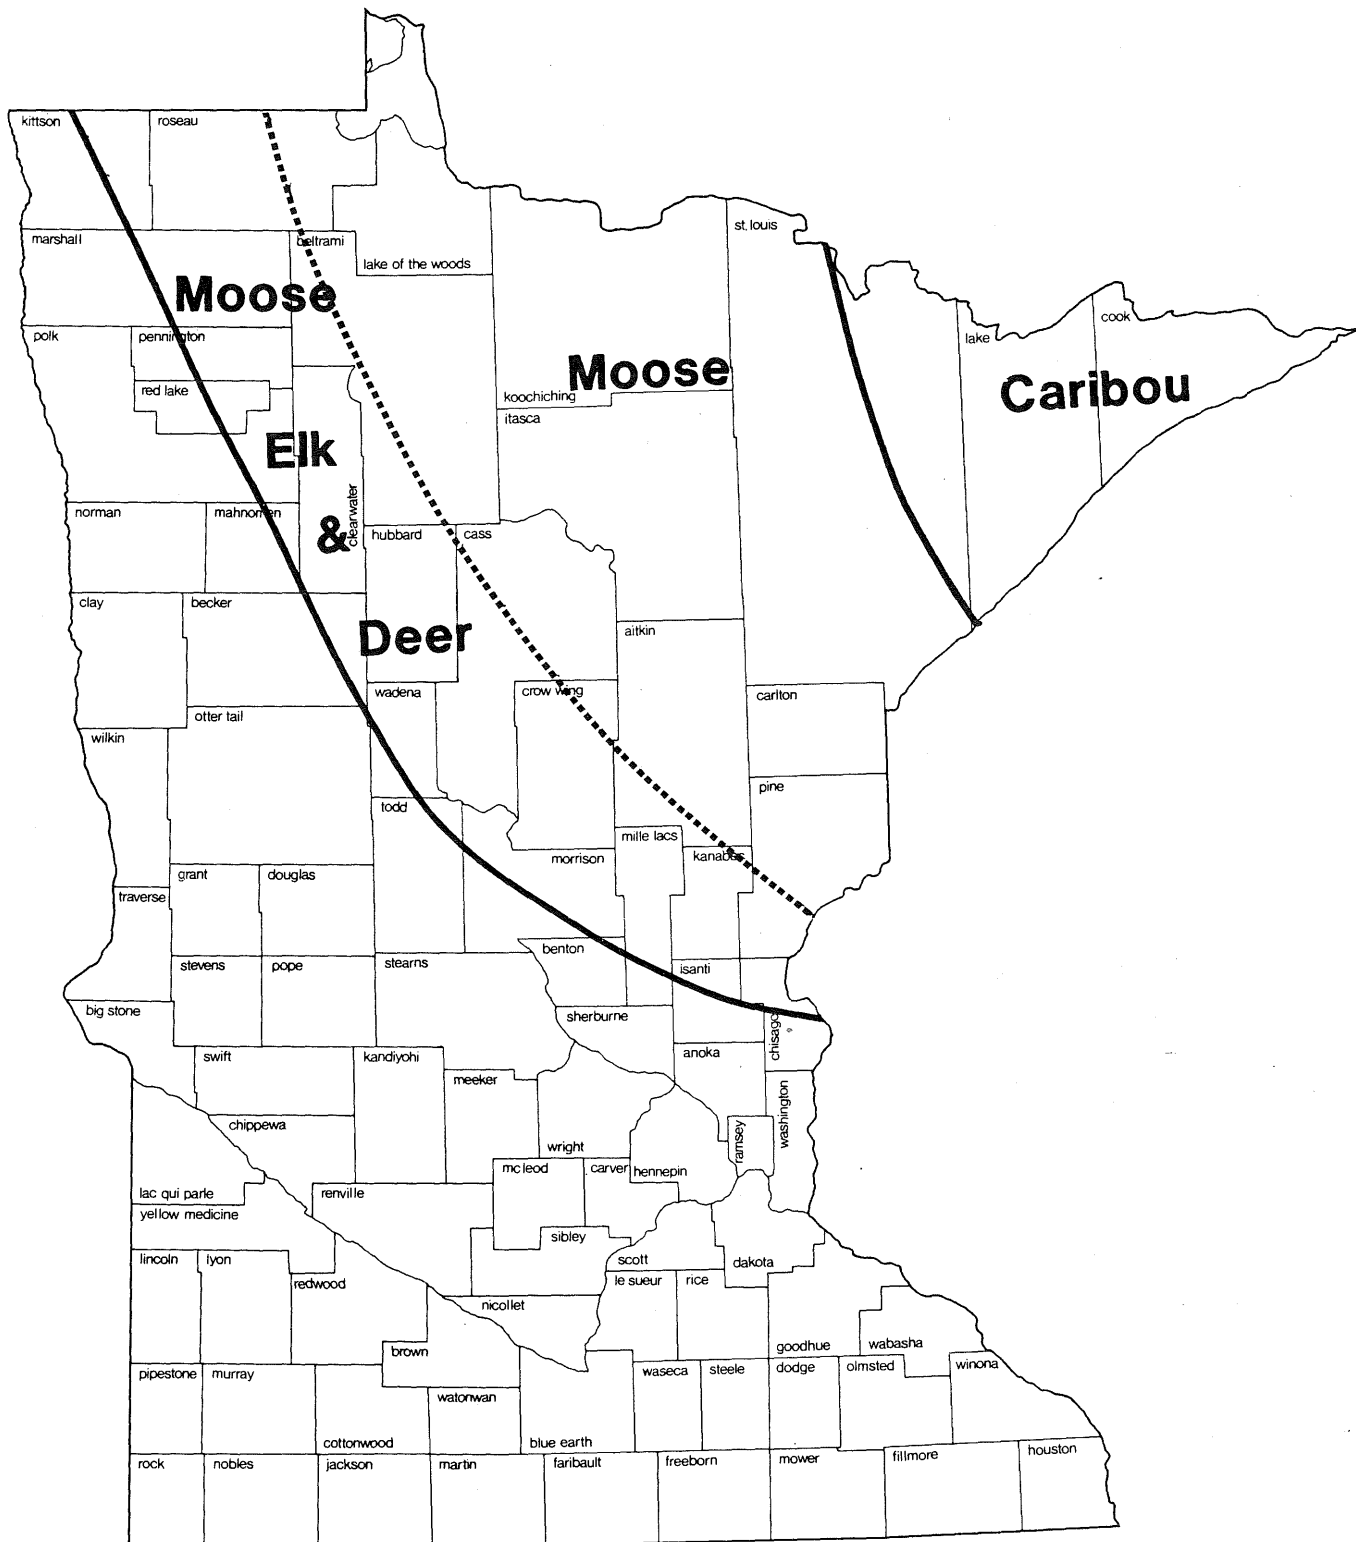 kittson
roseau
marshall
beltrami
lake of the woods
st. louis
Moose
polk
pennington
red lake
koochiching
itasca
Moose
lake
cook
Caribou
Elk
&
Deer
norman
mahnomen
clearwater
hubbard
cass
clay
becker
aitkin
wadena
crow wing
carlton
otter tail
wilkin
todd
pine
mille lacs
kanabec
morrison
grant
douglas
traverse
benton
stevens
pope
stearns
isanti
big stone
sherburne
chisago
swift
kandiyohi
anoka
meeker
chippewa
wright
ramsey
washington
mc leod
carver
hennepin
lac qui parle
renville
yellow medicine
sibley
lincoln
lyon
scott
dakota
redwood
le sueur
rice
nicollet
brown
goodhue
wabasha
pipestone
murray
waseca
steele
dodge
olmsted
winona
watonwan
cottonwood
blue earth
rock
nobles
jackson
martin
faribault
freeborn
mower
fillmore
houston